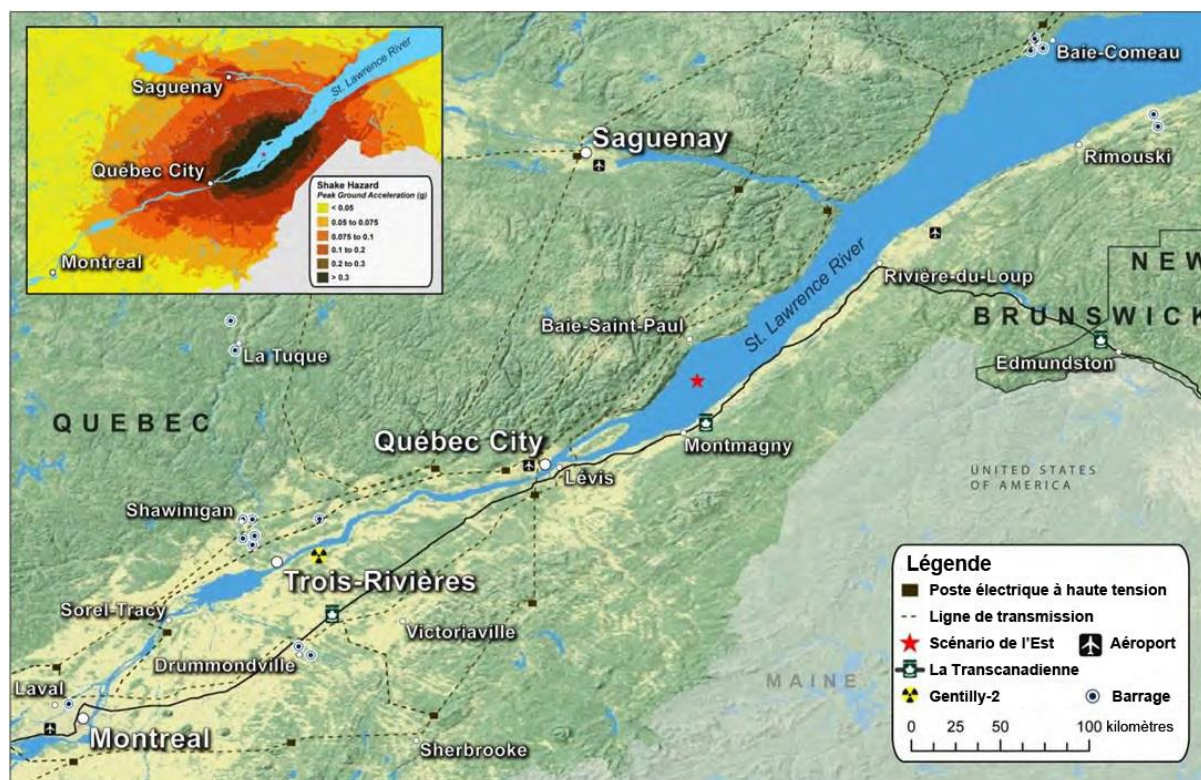 Saguenay
St. Lawrence River
Québec City
Montreal
Shake Hazard
Peak Ground Acceleration (g)
< 0.05
0.05 to 0.075
0.075 to 0.1
0.1 to 0.2
0.2 to 0.3
> 0.3
Baie-Comeau
Saguenay
Rimouski
Rivière-du-Loup
St. Lawrence River
NEW
BRUNSWICK
Baie-Saint-Paul
Edmundston
La Tuque
QUEBEC
Québec City
Montmagny
Lévis
UNITED STATES
OF AMERICA
Shawinigan
Trois-Rivières
Sorel-Tracy
Victoriaville
Drummondville
MAINE
Laval
Montreal
Sherbrooke
Légende
Poste électrique à haute tension
Ligne de transmission
Scénario de l'Est
Aéroport
La Transcanadienne
Gentilly-2
Barrage
0 25 50 100 kilomètres